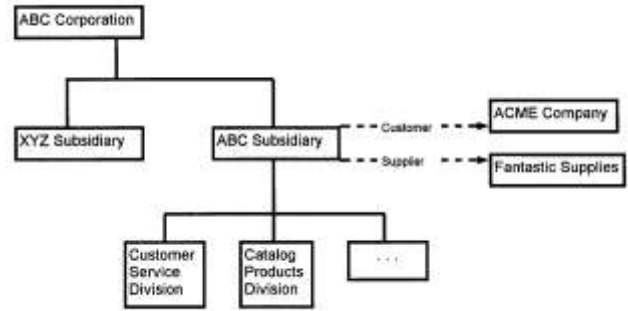 ABC Corporation
XYZ Subsidiary
ABC Subsidiary
Customer
ACME Company
Supplier
Fantastic Supplies
Customer
Service
Division
Catalog
Products
Division
. . .